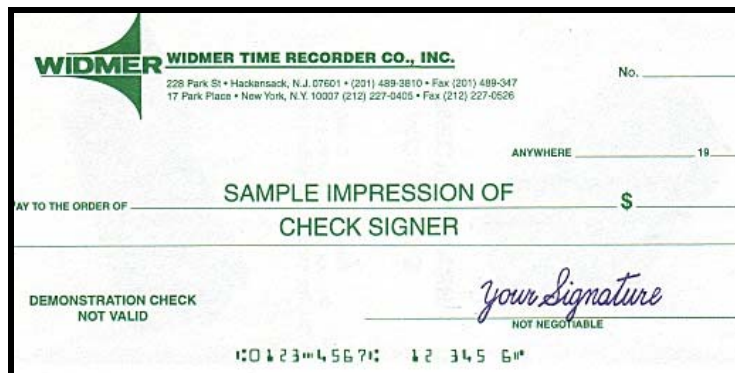 WIDMER
WIDMER TIME RECORDER CO., INC.
228 Park St • Hackensack, N.J. 07601 • (201) 489-3810 • Fax (201) 489-347
17 Park Place • New York, N.Y. 10007 (212) 227-0405 • Fax (212) 227-0526
No.
ANYWHERE 19
AY TO THE ORDER OF SAMPLE IMPRESSION OF $
CHECK SIGNER
DEMONSTRATION CHECK
NOT VALID
Your Signature
NOT NEGOTIABLE
⑆0123⑉4567⑆ 12 345 6⑈